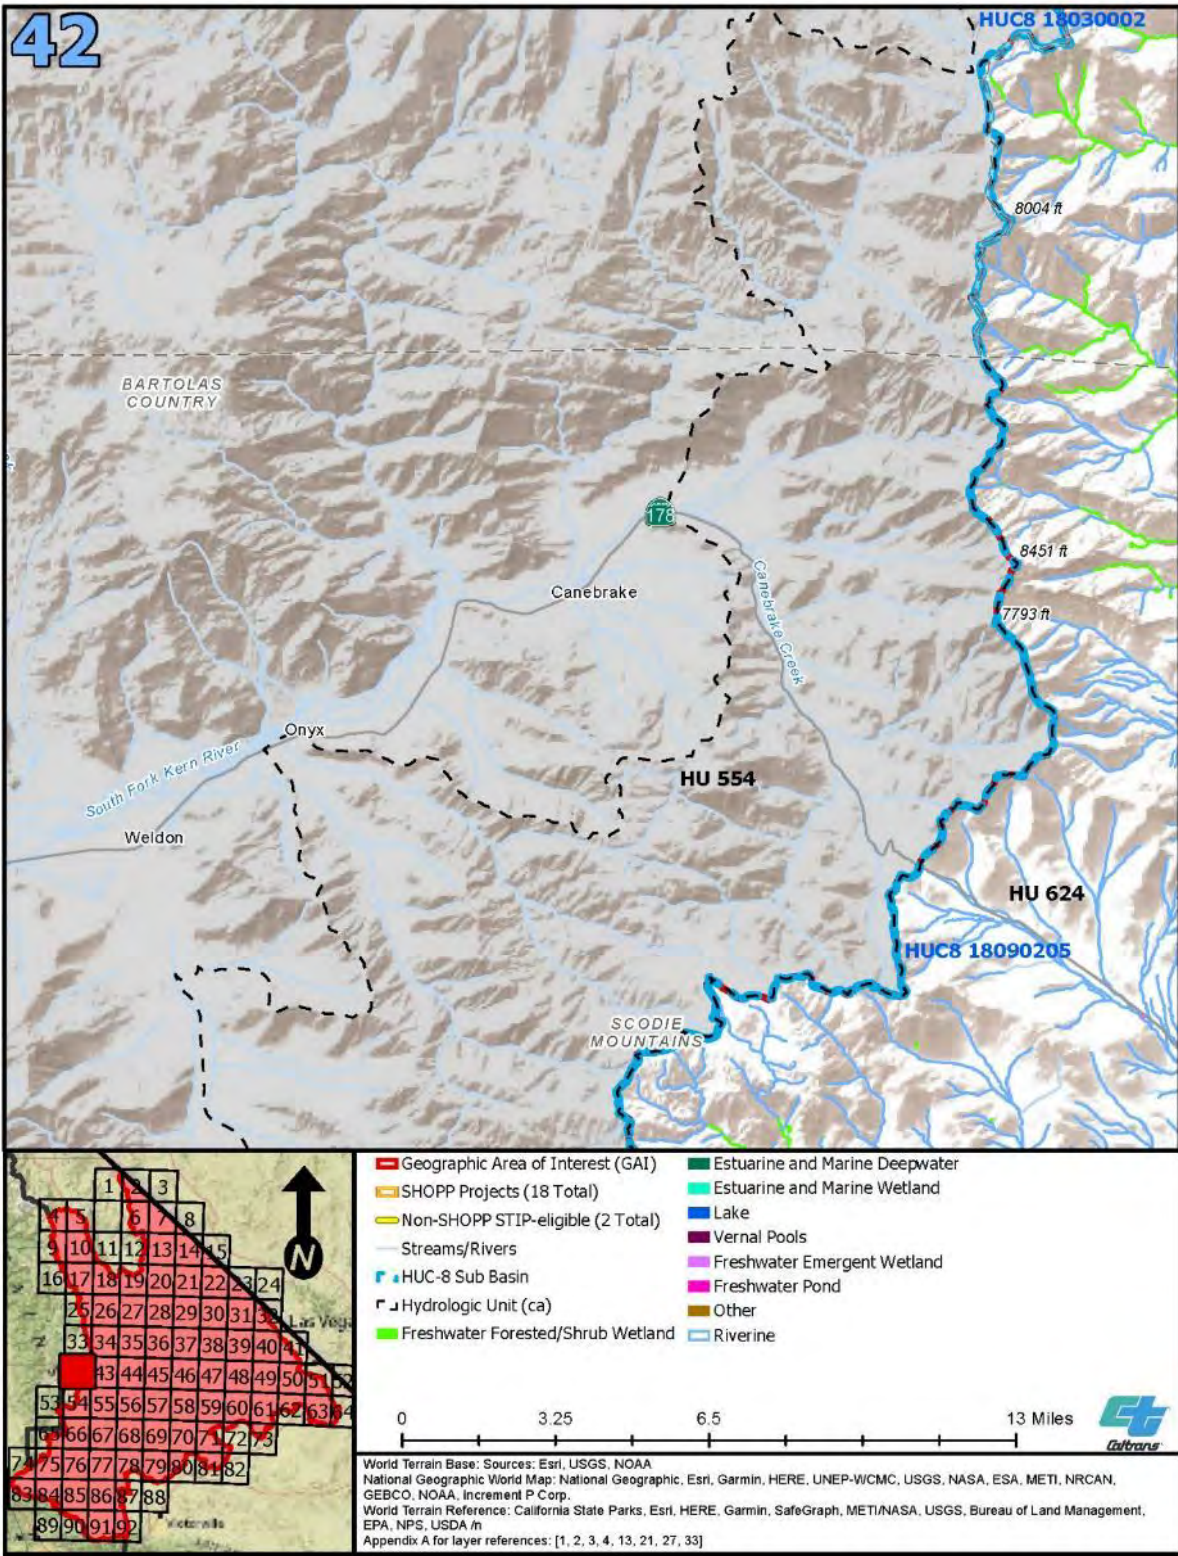 42
HUC8 18030002
8004 ft
BARTOLAS
COUNTRY
178
8451 ft
Canebrake
7793 ft
Canebrake Creek
Onyx
South Fork Kern River
HU 554
Weldon
HU 624
HUC8 18090205
SCODIE
MOUNTAINS
1 2 3
4 5 6 7 8
9 10 11 12 13 14 15
16 17 18 19 20 21 22 23 24
25 26 27 28 29 30 31 32
Las Vega
33 34 35 36 37 38 39 40 41
43 44 45 46 47 48 49 50 51 52
53 54 55 56 57 58 59 60 61 62 63 64
65 66 67 68 69 70 71 72 73
74 75 76 77 78 79 80 81 82
83 84 85 86 87 88
Victorville
89 90 91 92
N
Geographic Area of Interest (GAI)
SHOPP Projects (18 Total)
Non-SHOPP STIP-eligible (2 Total)
Streams/Rivers
HUC-8 Sub Basin
Hydrologic Unit (ca)
Freshwater Forested/Shrub Wetland
Estuarine and Marine Deepwater
Estuarine and Marine Wetland
Lake
Vernal Pools
Freshwater Emergent Wetland
Freshwater Pond
Other
Riverine
0 3.25 6.5 13 Miles
Caltrans
World Terrain Base: Sources: Esri, USGS, NOAA
National Geographic World Map: National Geographic, Esri, Garmin, HERE, UNEP-WCMC, USGS, NASA, ESA, METI, NRCAN,
GEBCO, NOAA, increment P Corp.
World Terrain Reference: California State Parks, Esri, HERE, Garmin, SafeGraph, METI/NASA, USGS, Bureau of Land Management,
EPA, NPS, USDA /n
Appendix A for layer references: [1, 2, 3, 4, 13, 21, 27, 33]